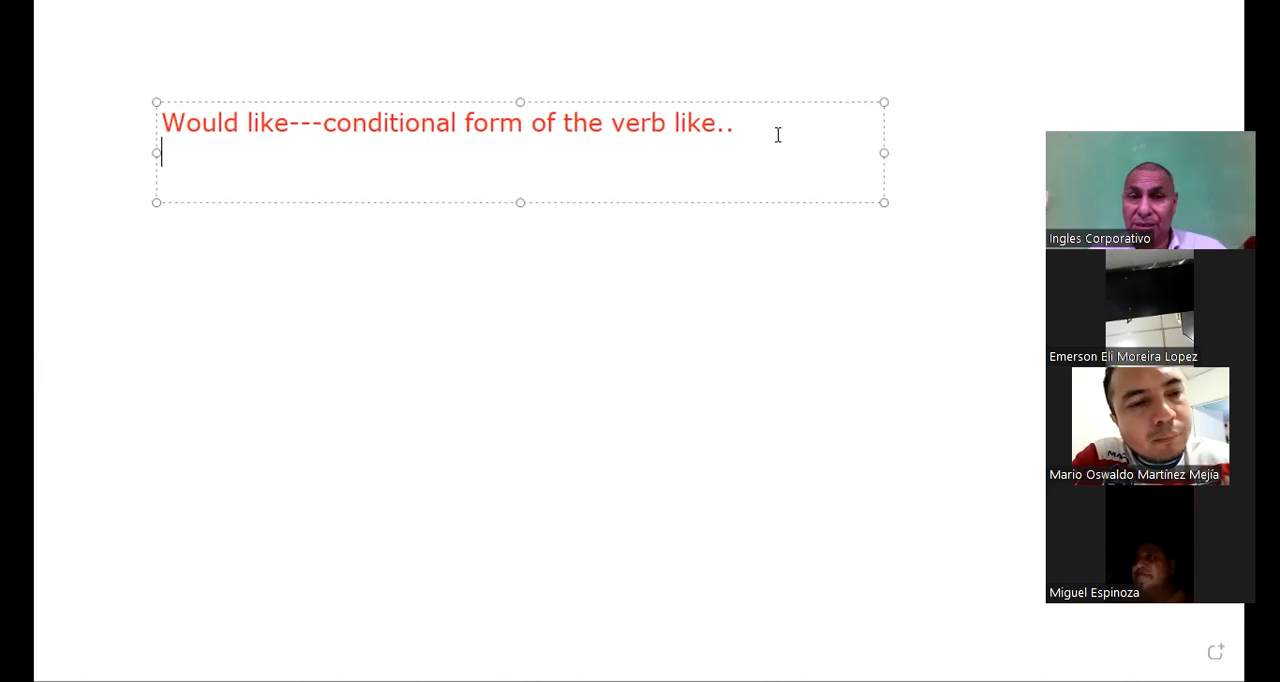 Would like---conditional form of the verb like..
Ingles Corporativo
Emerson Eli Moreira Lopez
Mario Oswaldo Martínez Mejía
Miguel Espinoza